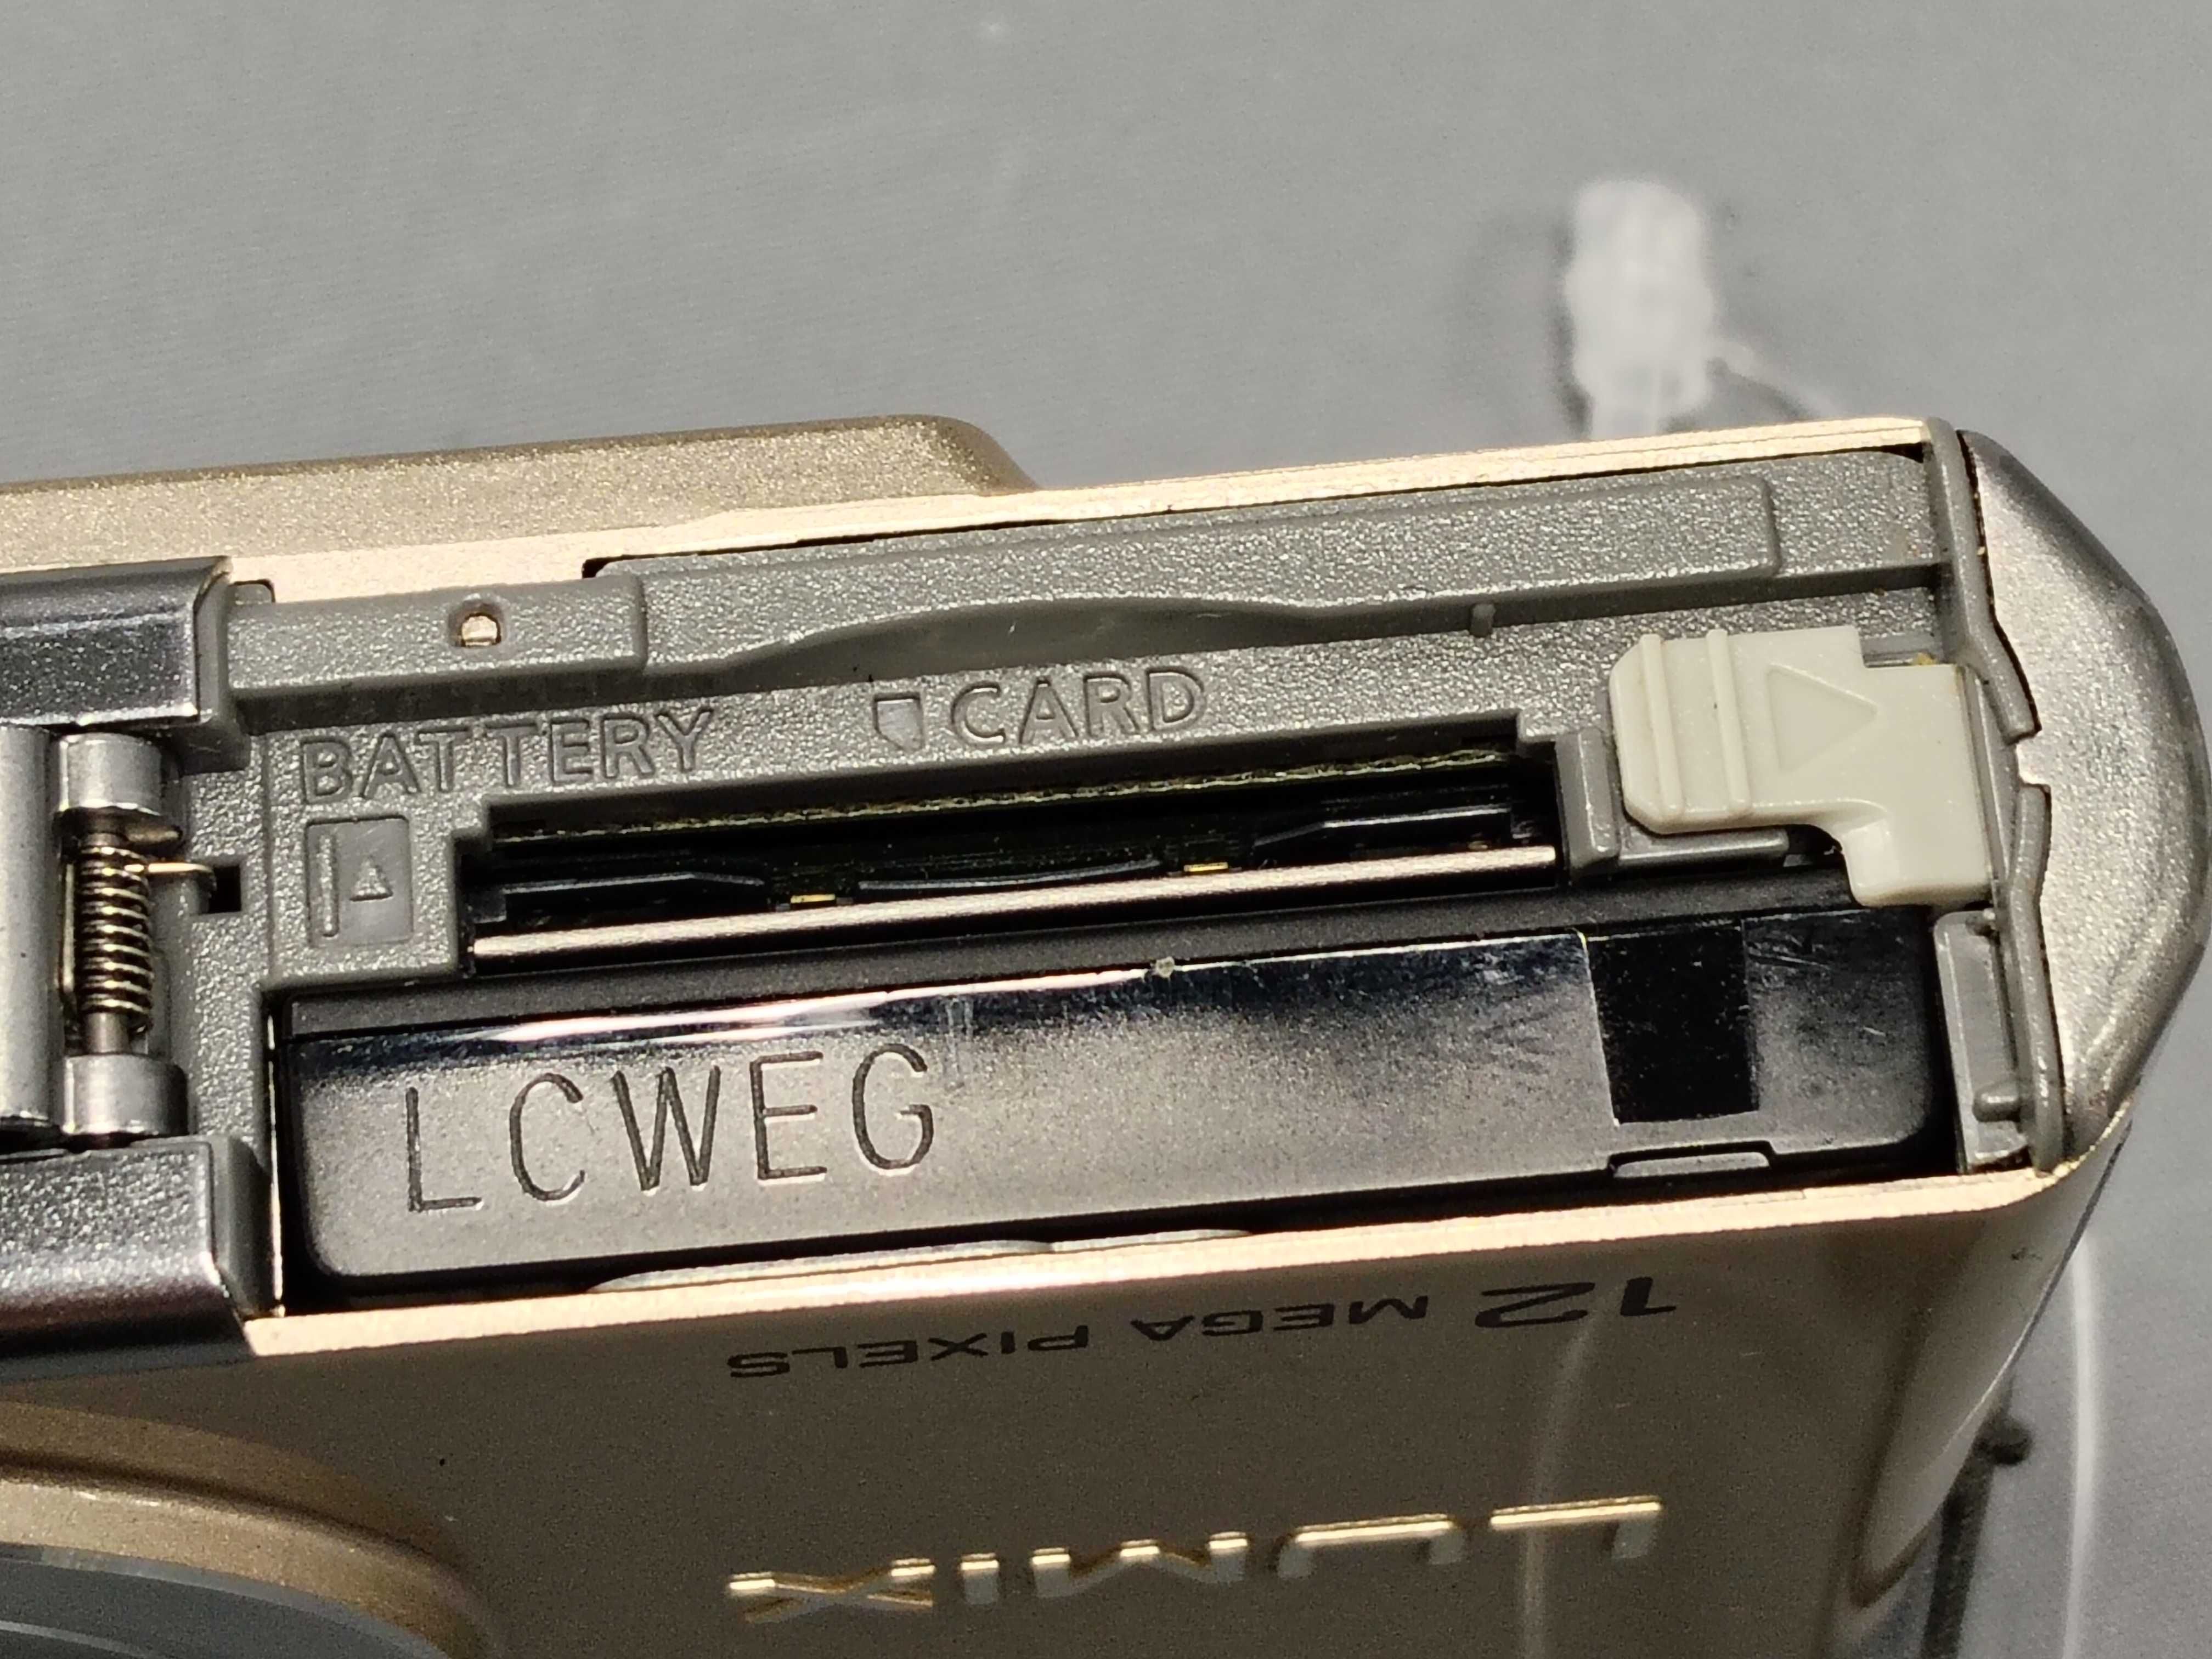 BATTERY
CARD
LCWEG
12 MEGA PIXELS
LUMIX